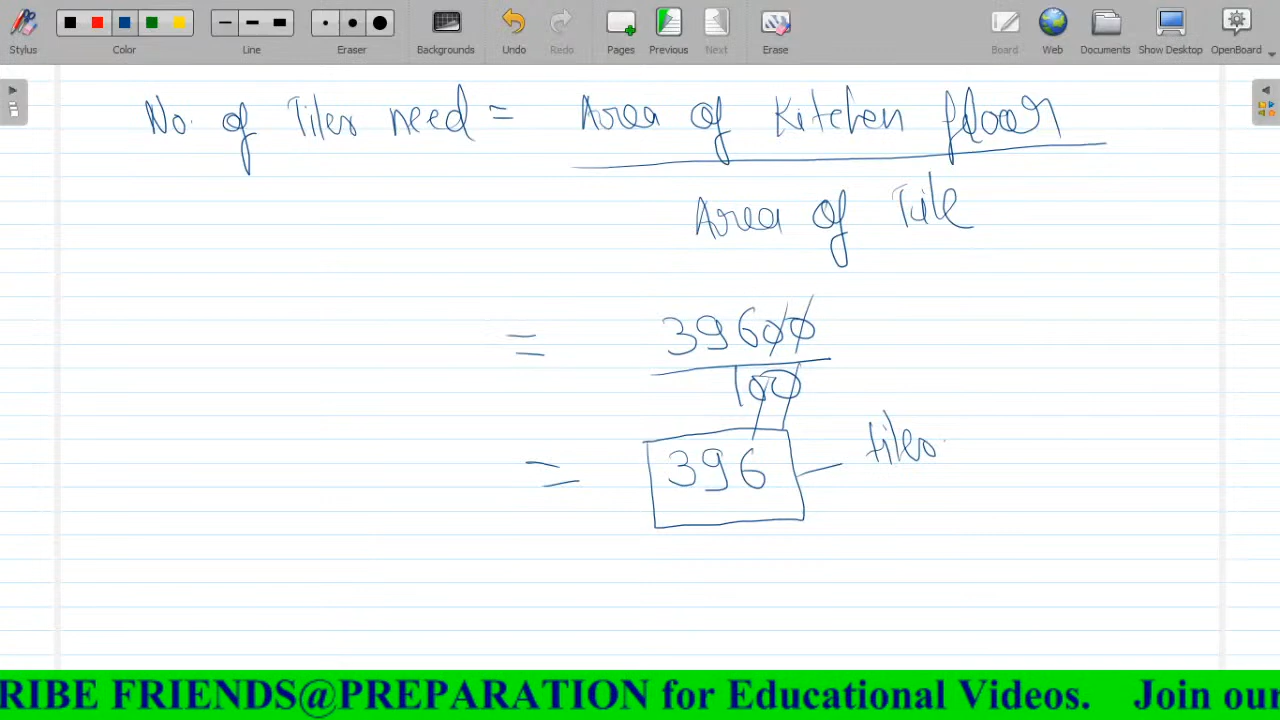 Stylus Color Line Eraser Backgrounds Undo Redo Pages Previous Next Erase Board Web Documents Show Desktop OpenBoard
No. of Tiles need = Area of Kitchen floor
Area of Tile
= 39600
100
= 396 tiles.
RIBE FRIENDS@PREPARATION for Educational Videos. Join our